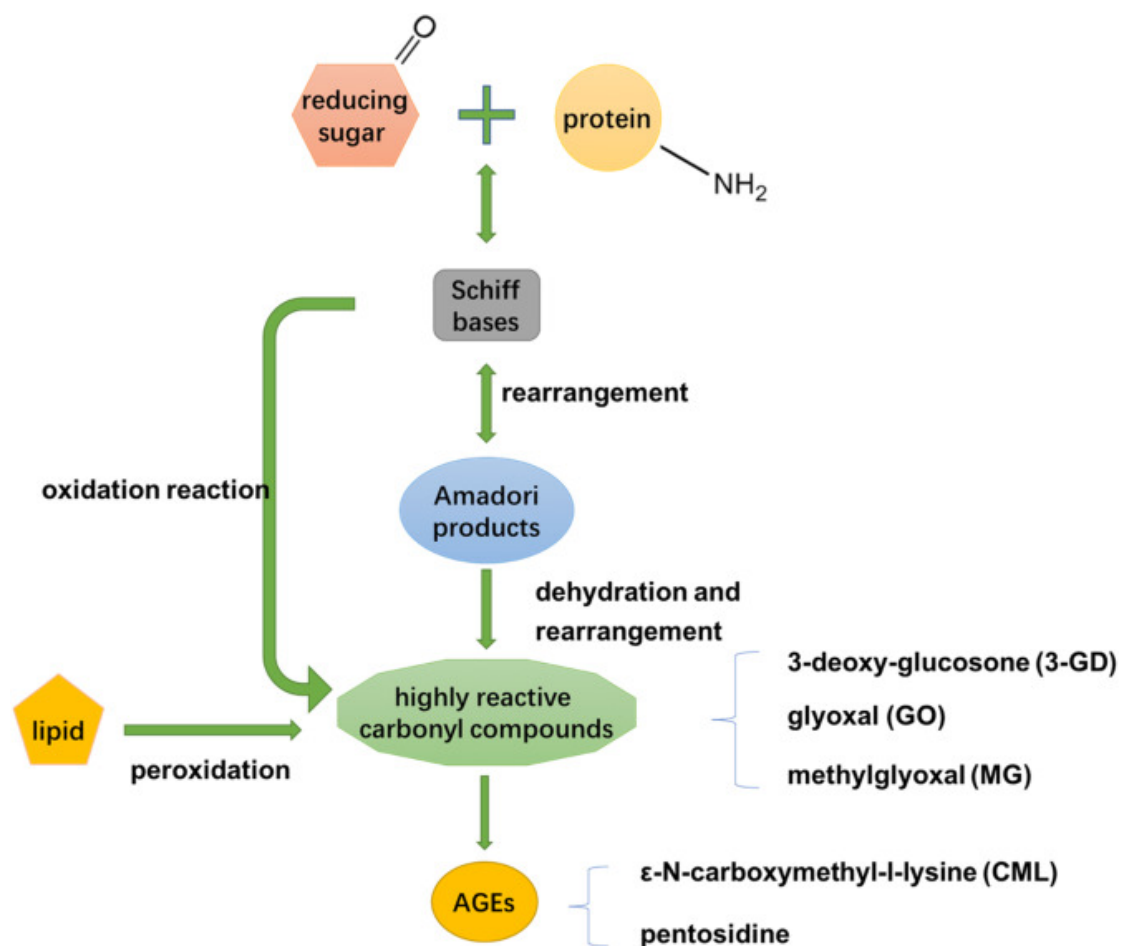 O
reducing
sugar
protein
NH2
Schiff
bases
rearrangement
oxidation reaction
Amadori
products
dehydration and
rearrangement
3-deoxy-glucosone (3-GD)
highly reactive
carbonyl compounds
glyoxal (GO)
lipid
peroxidation
methylglyoxal (MG)
ε-N-carboxymethyl-l-lysine (CML)
AGEs
pentosidine